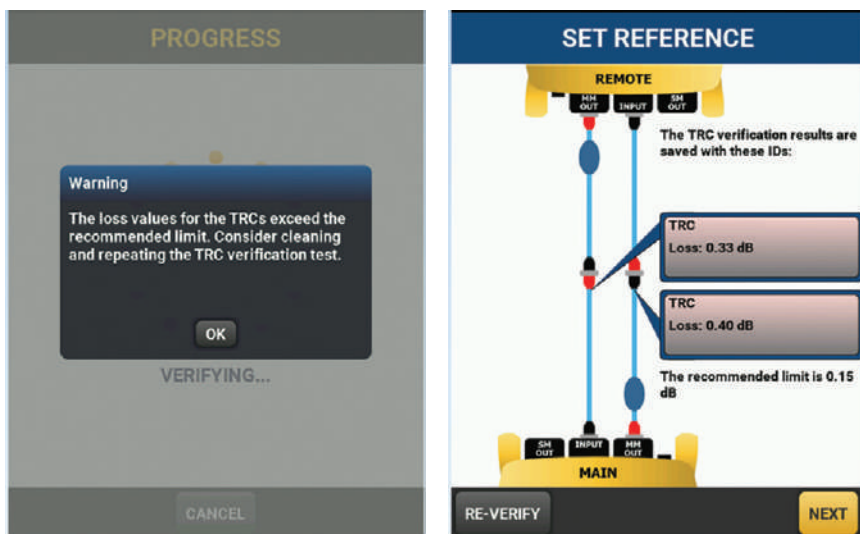 PROGRESS
Warning
The loss values for the TRCs exceed the
recommended limit. Consider cleaning
and repeating the TRC verification test.
OK
VERIFYING...
CANCEL
SET REFERENCE
REMOTE
MM
OUT
INPUT
SM
OUT
The TRC verification results are
saved with these IDs:
TRC
Loss: 0.33 dB
TRC
Loss: 0.40 dB
The recommended limit is 0.15
dB
SM
OUT
INPUT
MM
OUT
MAIN
RE-VERIFY
NEXT